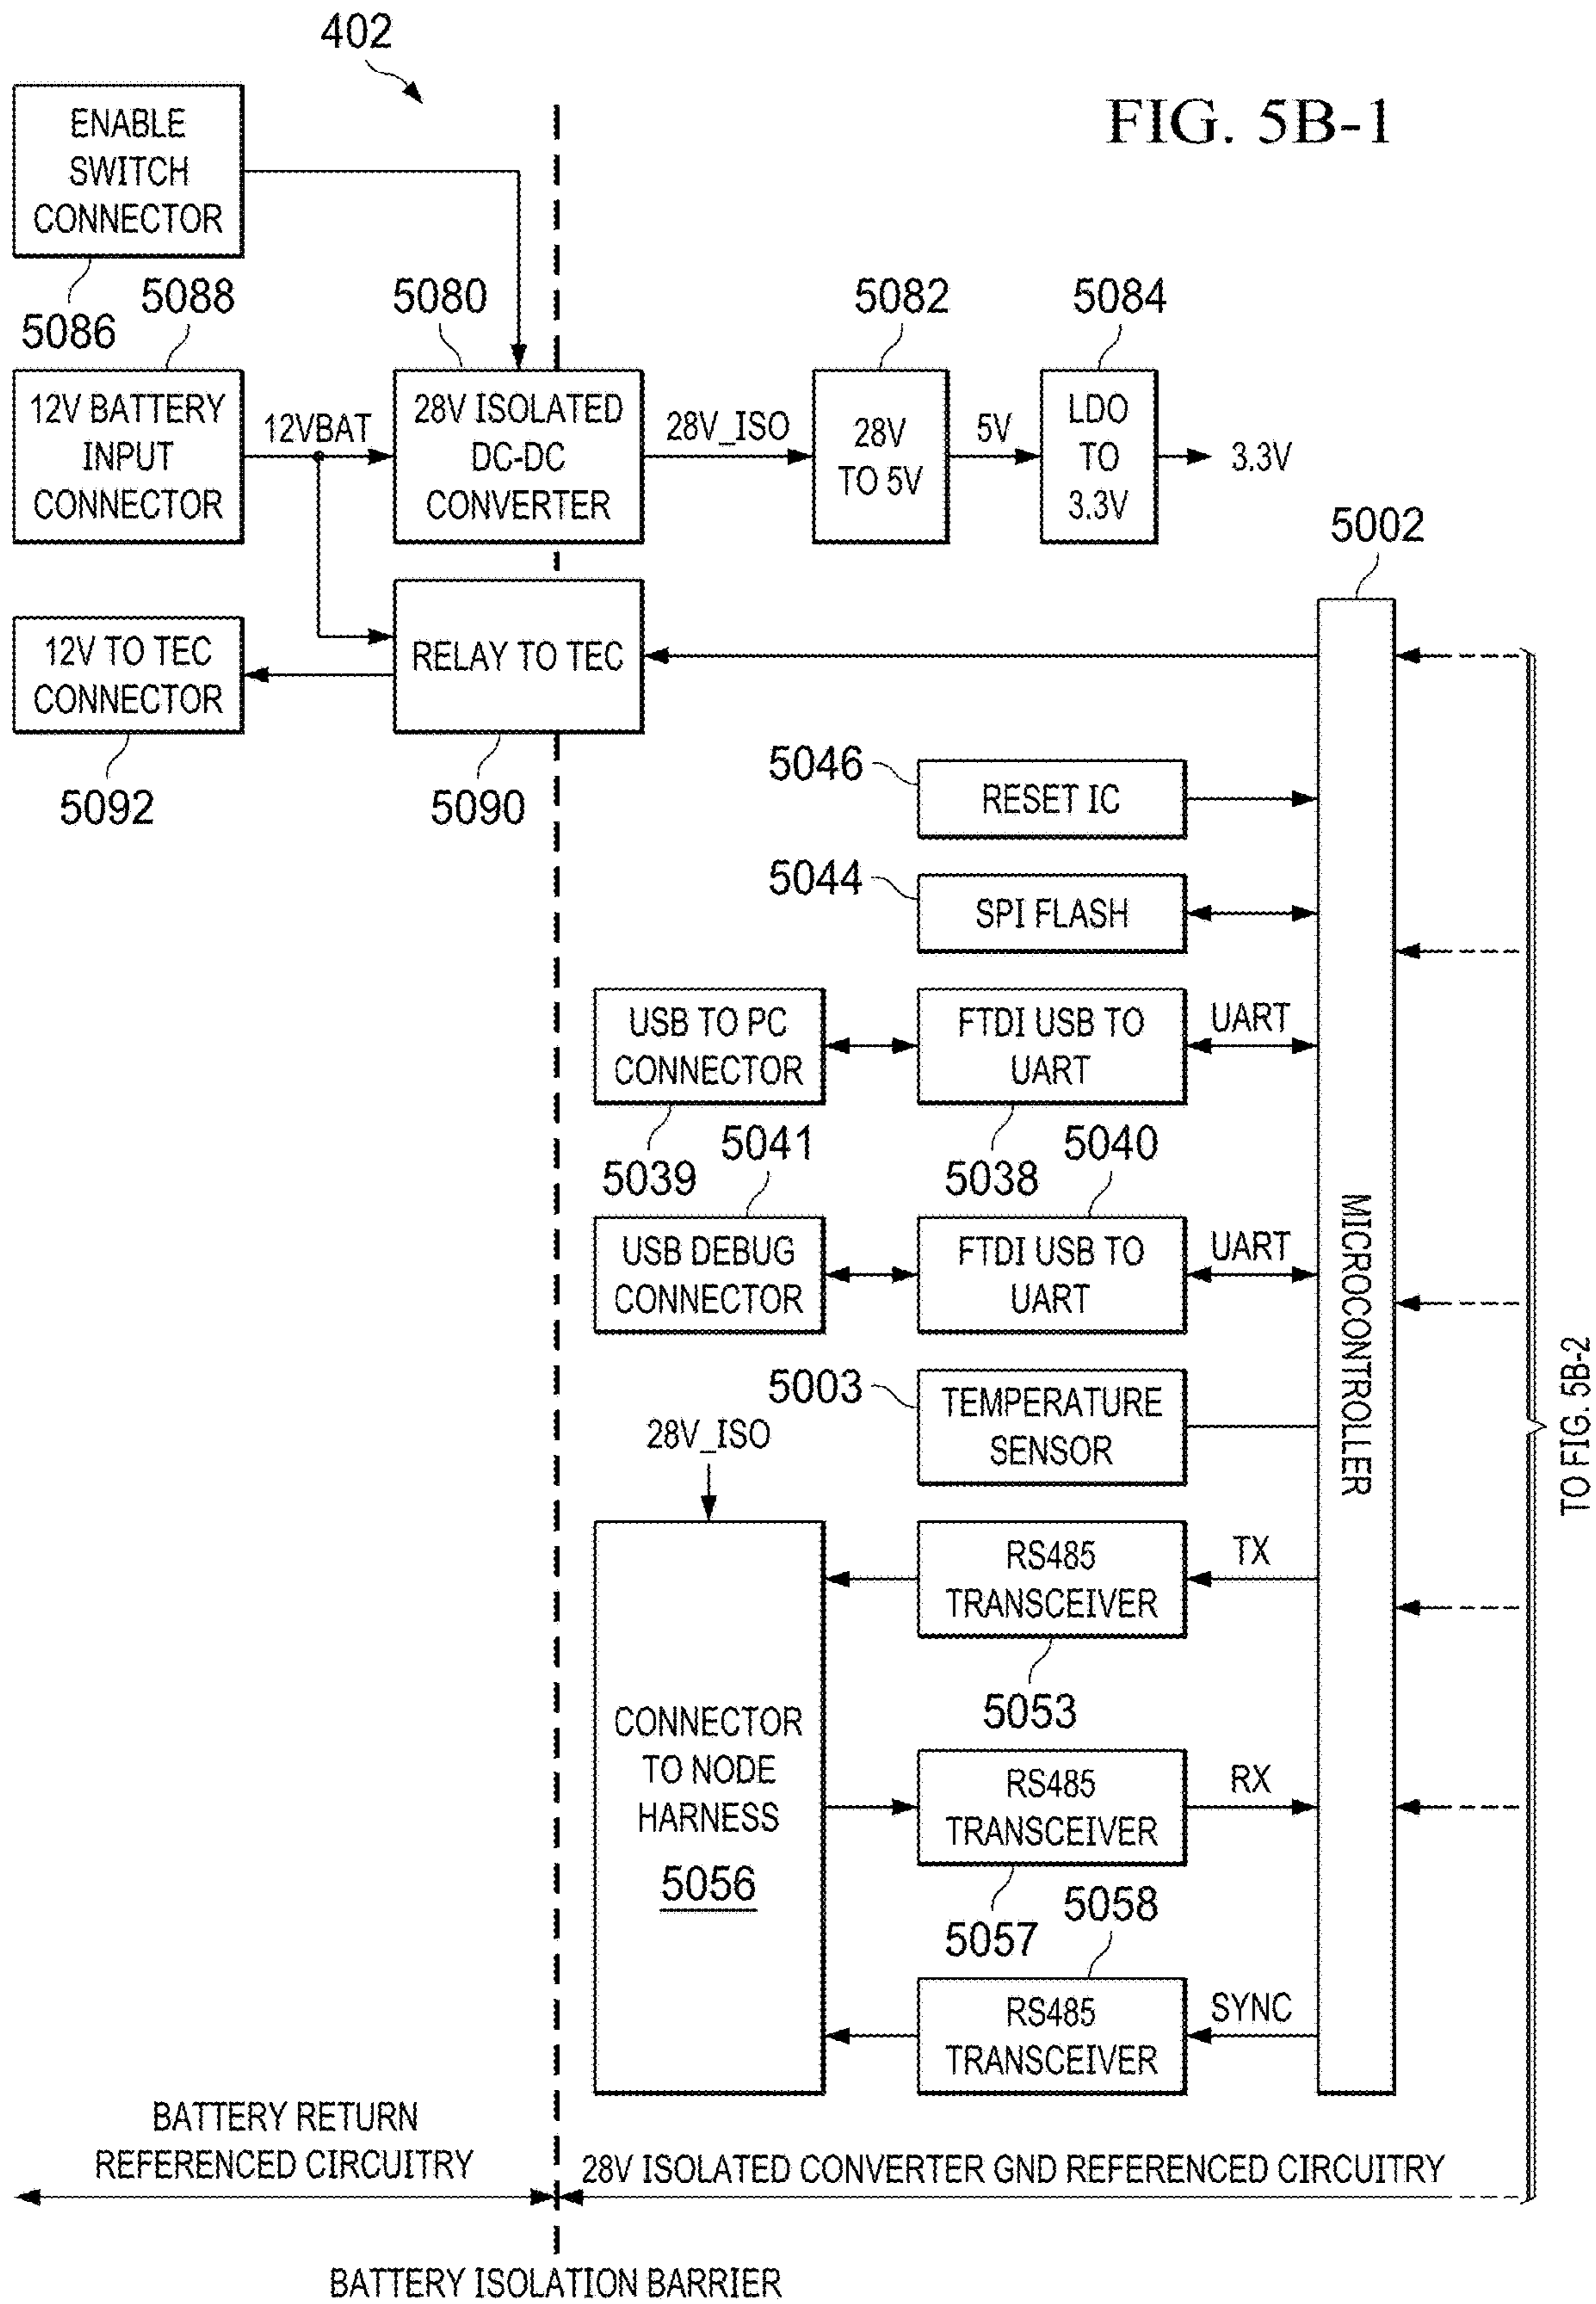 402
FIG. 5B-1
ENABLE
SWITCH
CONNECTOR
5086
5088
5080
5082
5084
12V BATTERY
INPUT
CONNECTOR
12VBAT
28V ISOLATED
DC-DC
CONVERTER
28V_ISO
28V
TO 5V
5V
LDO
TO
3.3V
3.3V
5002
12V TO TEC
CONNECTOR
RELAY TO TEC
5092
5090
5046
RESET IC
5044
SPI FLASH
USB TO PC
CONNECTOR
FTDI USB TO
UART
UART
5039
5041
5038
5040
USB DEBUG
CONNECTOR
FTDI USB TO
UART
UART
MICROCONTROLLER
5003
TEMPERATURE
SENSOR
TO FIG. 5B-2
28V_ISO
RS485
TRANSCEIVER
TX
5053
CONNECTOR
TO NODE
HARNESS
5056
RS485
TRANSCEIVER
RX
5057
5058
RS485
TRANSCEIVER
SYNC
BATTERY RETURN
REFERENCED CIRCUITRY
28V ISOLATED CONVERTER GND REFERENCED CIRCUITRY
BATTERY ISOLATION BARRIER